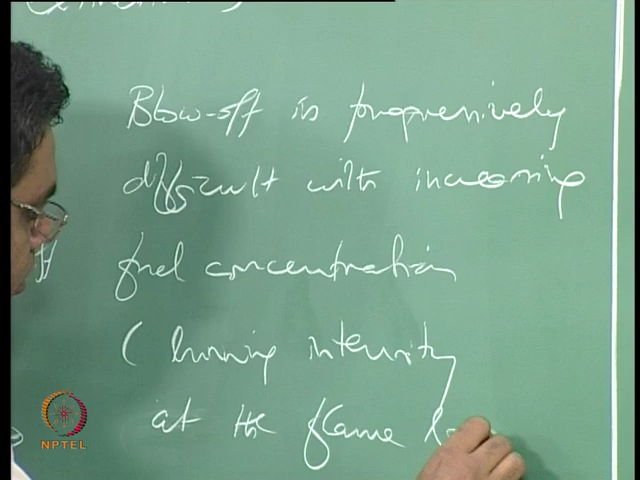 Blow-off is progressively
difficult with increasing
fuel concentration
( burning intensity
at the flame
NPTEL